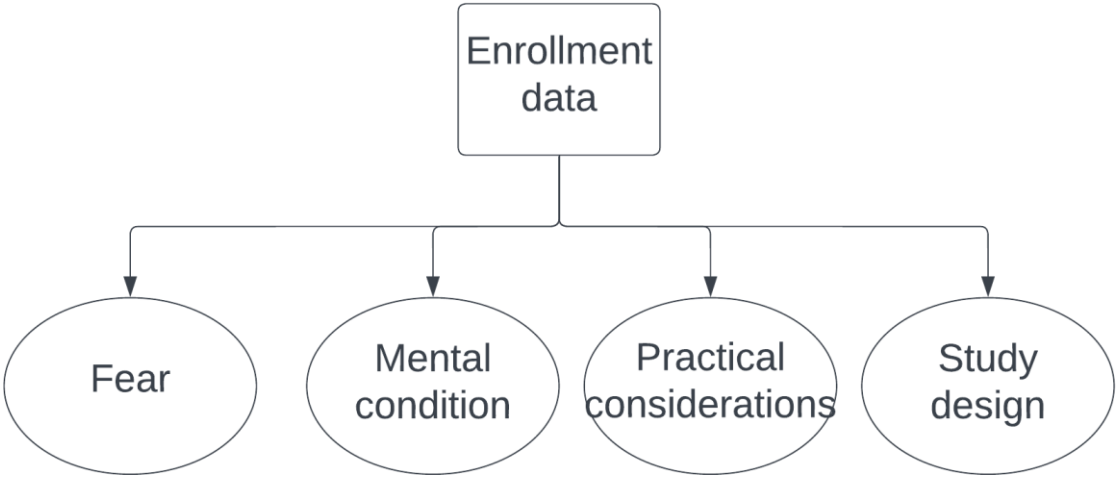 Enrollment
data
Fear
Mental
condition
Practical
considerations
Study
design